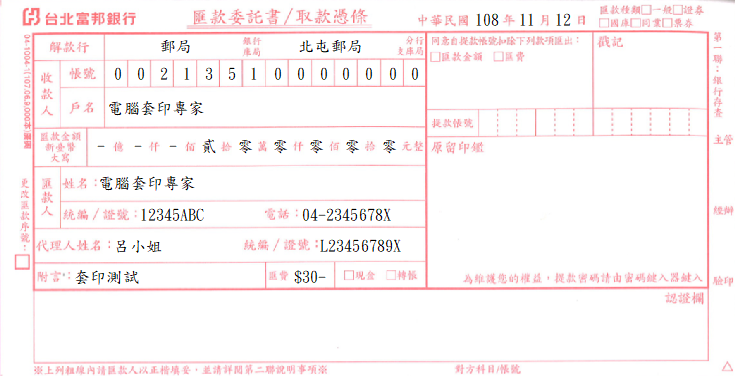 台北富邦銀行 匯款委託書/取款憑條 中華民國 108 年 11 月 12 日 匯款種類□一般□證券
□國庫□同業□票券
解款行 郵局 銀行庫局 北屯郵局 分行支庫局 同意自提款帳號扣除下列款項匯出: 戳記
□匯款金額 □匯費
收款人 帳號 0 0 2 1 3 5 1 0 0 0 0 0 0 0
戶名 電腦套印專家
提款帳號
匯款金額新臺幣大寫 - 億 - 仟 - 佰 貳 拾 零 萬 零 仟 零 佰 零 拾 零 元整 原留印鑑
匯款人 姓名:電腦套印專家
統編/證號:12345ABC 電話:04-2345678X
代理人姓名:呂小姐 統編/證號:L23456789X
附言:套印測試 匯費 $30- □現金 □轉帳 為維護您的權益,提款密碼請由密碼鍵入器鍵入
認證欄
※上列粗線內請匯款人以正楷填妥,並請詳閱第二聯說明事項※ 對方科目/帳號
第一聯:銀行存查
主管
經辦
驗印
更改匯款序號:□